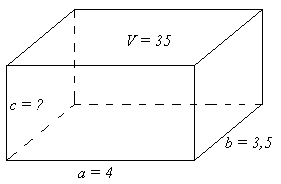 V = 35
c = ?
b = 3,5
a = 4